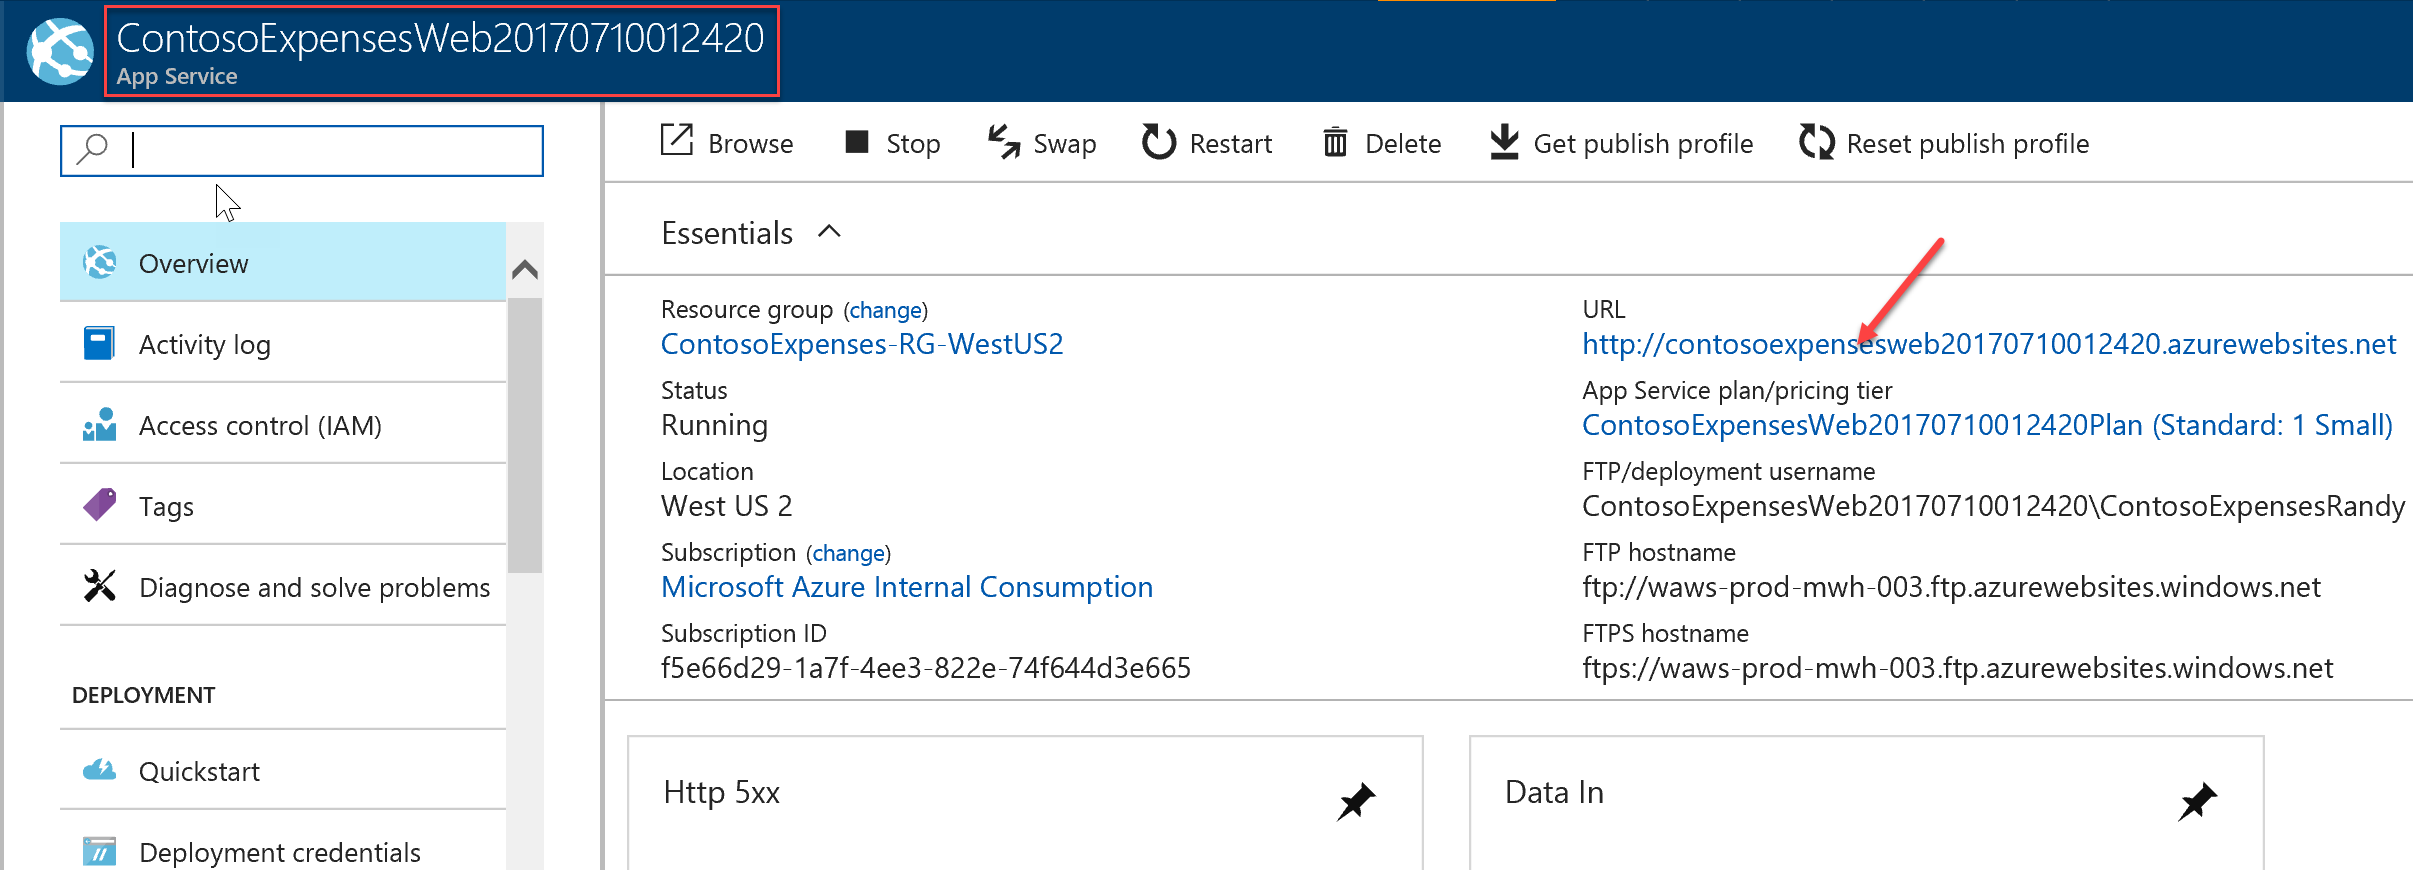 ContosoExpensesWeb20170710012420
App Service
Overview
Activity log
Access control (IAM)
Tags
Diagnose and solve problems
DEPLOYMENT
Quickstart
Deployment credentials
Browse Stop Swap Restart Delete Get publish profile Reset publish profile
Essentials
Resource group (change)
ContosoExpenses-RG-WestUS2
Status
Running
Location
West US 2
Subscription (change)
Microsoft Azure Internal Consumption
Subscription ID
f5e66d29-1a7f-4ee3-822e-74f644d3e665
URL
http://contosoexpensesweb20170710012420.azurewebsites.net
App Service plan/pricing tier
ContosoExpensesWeb20170710012420Plan (Standard: 1 Small)
FTP/deployment username
ContosoExpensesWeb20170710012420\ContosoExpensesRandy
FTP hostname
ftp://waws-prod-mwh-003.ftp.azurewebsites.windows.net
FTPS hostname
ftps://waws-prod-mwh-003.ftp.azurewebsites.windows.net
Http 5xx
Data In